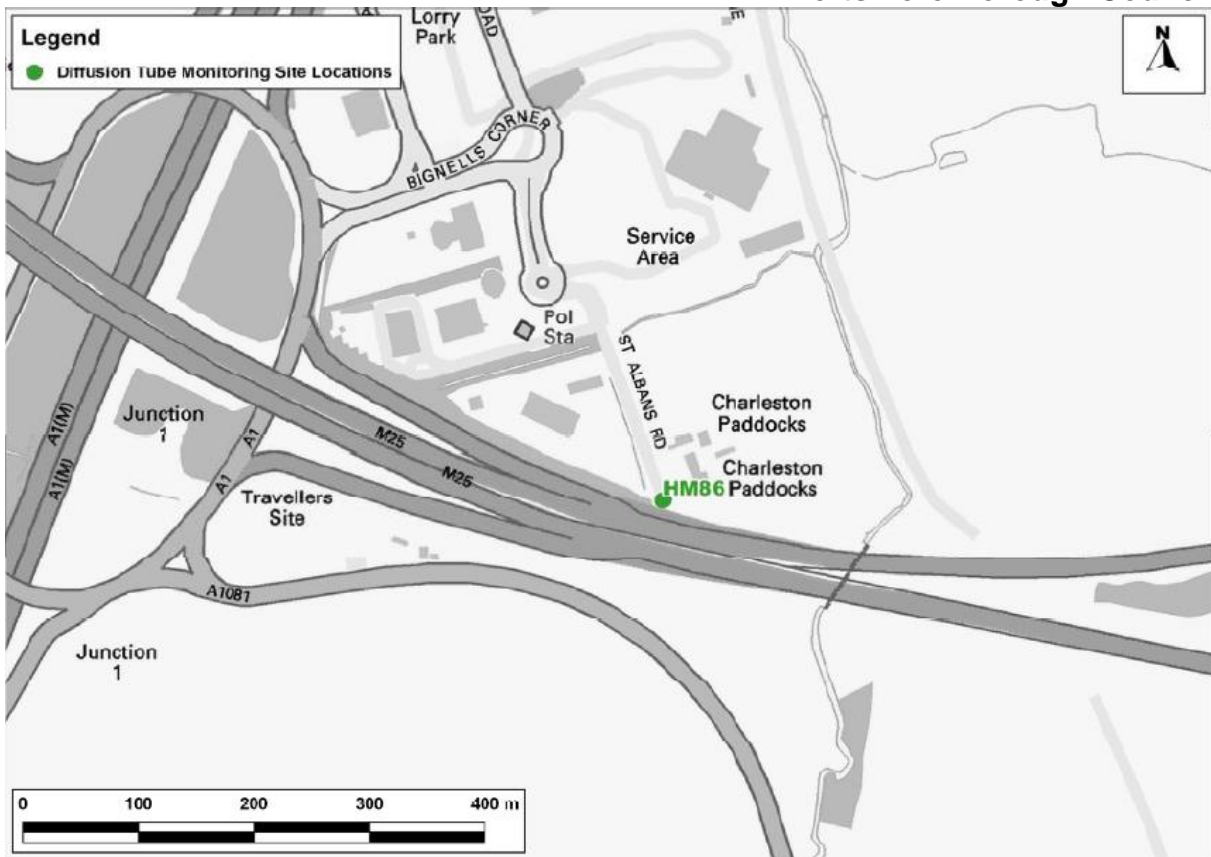 Legend
Diffusion Tube Monitoring Site Locations
N
Lorry
Park
BIGNELLS CORNER
Service
Area
Pol
Sta
ST ALBANS RD
Charleston
Paddocks
Charleston
Paddocks
HM86
A1(M)
A1(M)
Junction
1
A1
A1
M25
M25
Travellers
Site
A1081
Junction
1
0 100 200 300 400 m